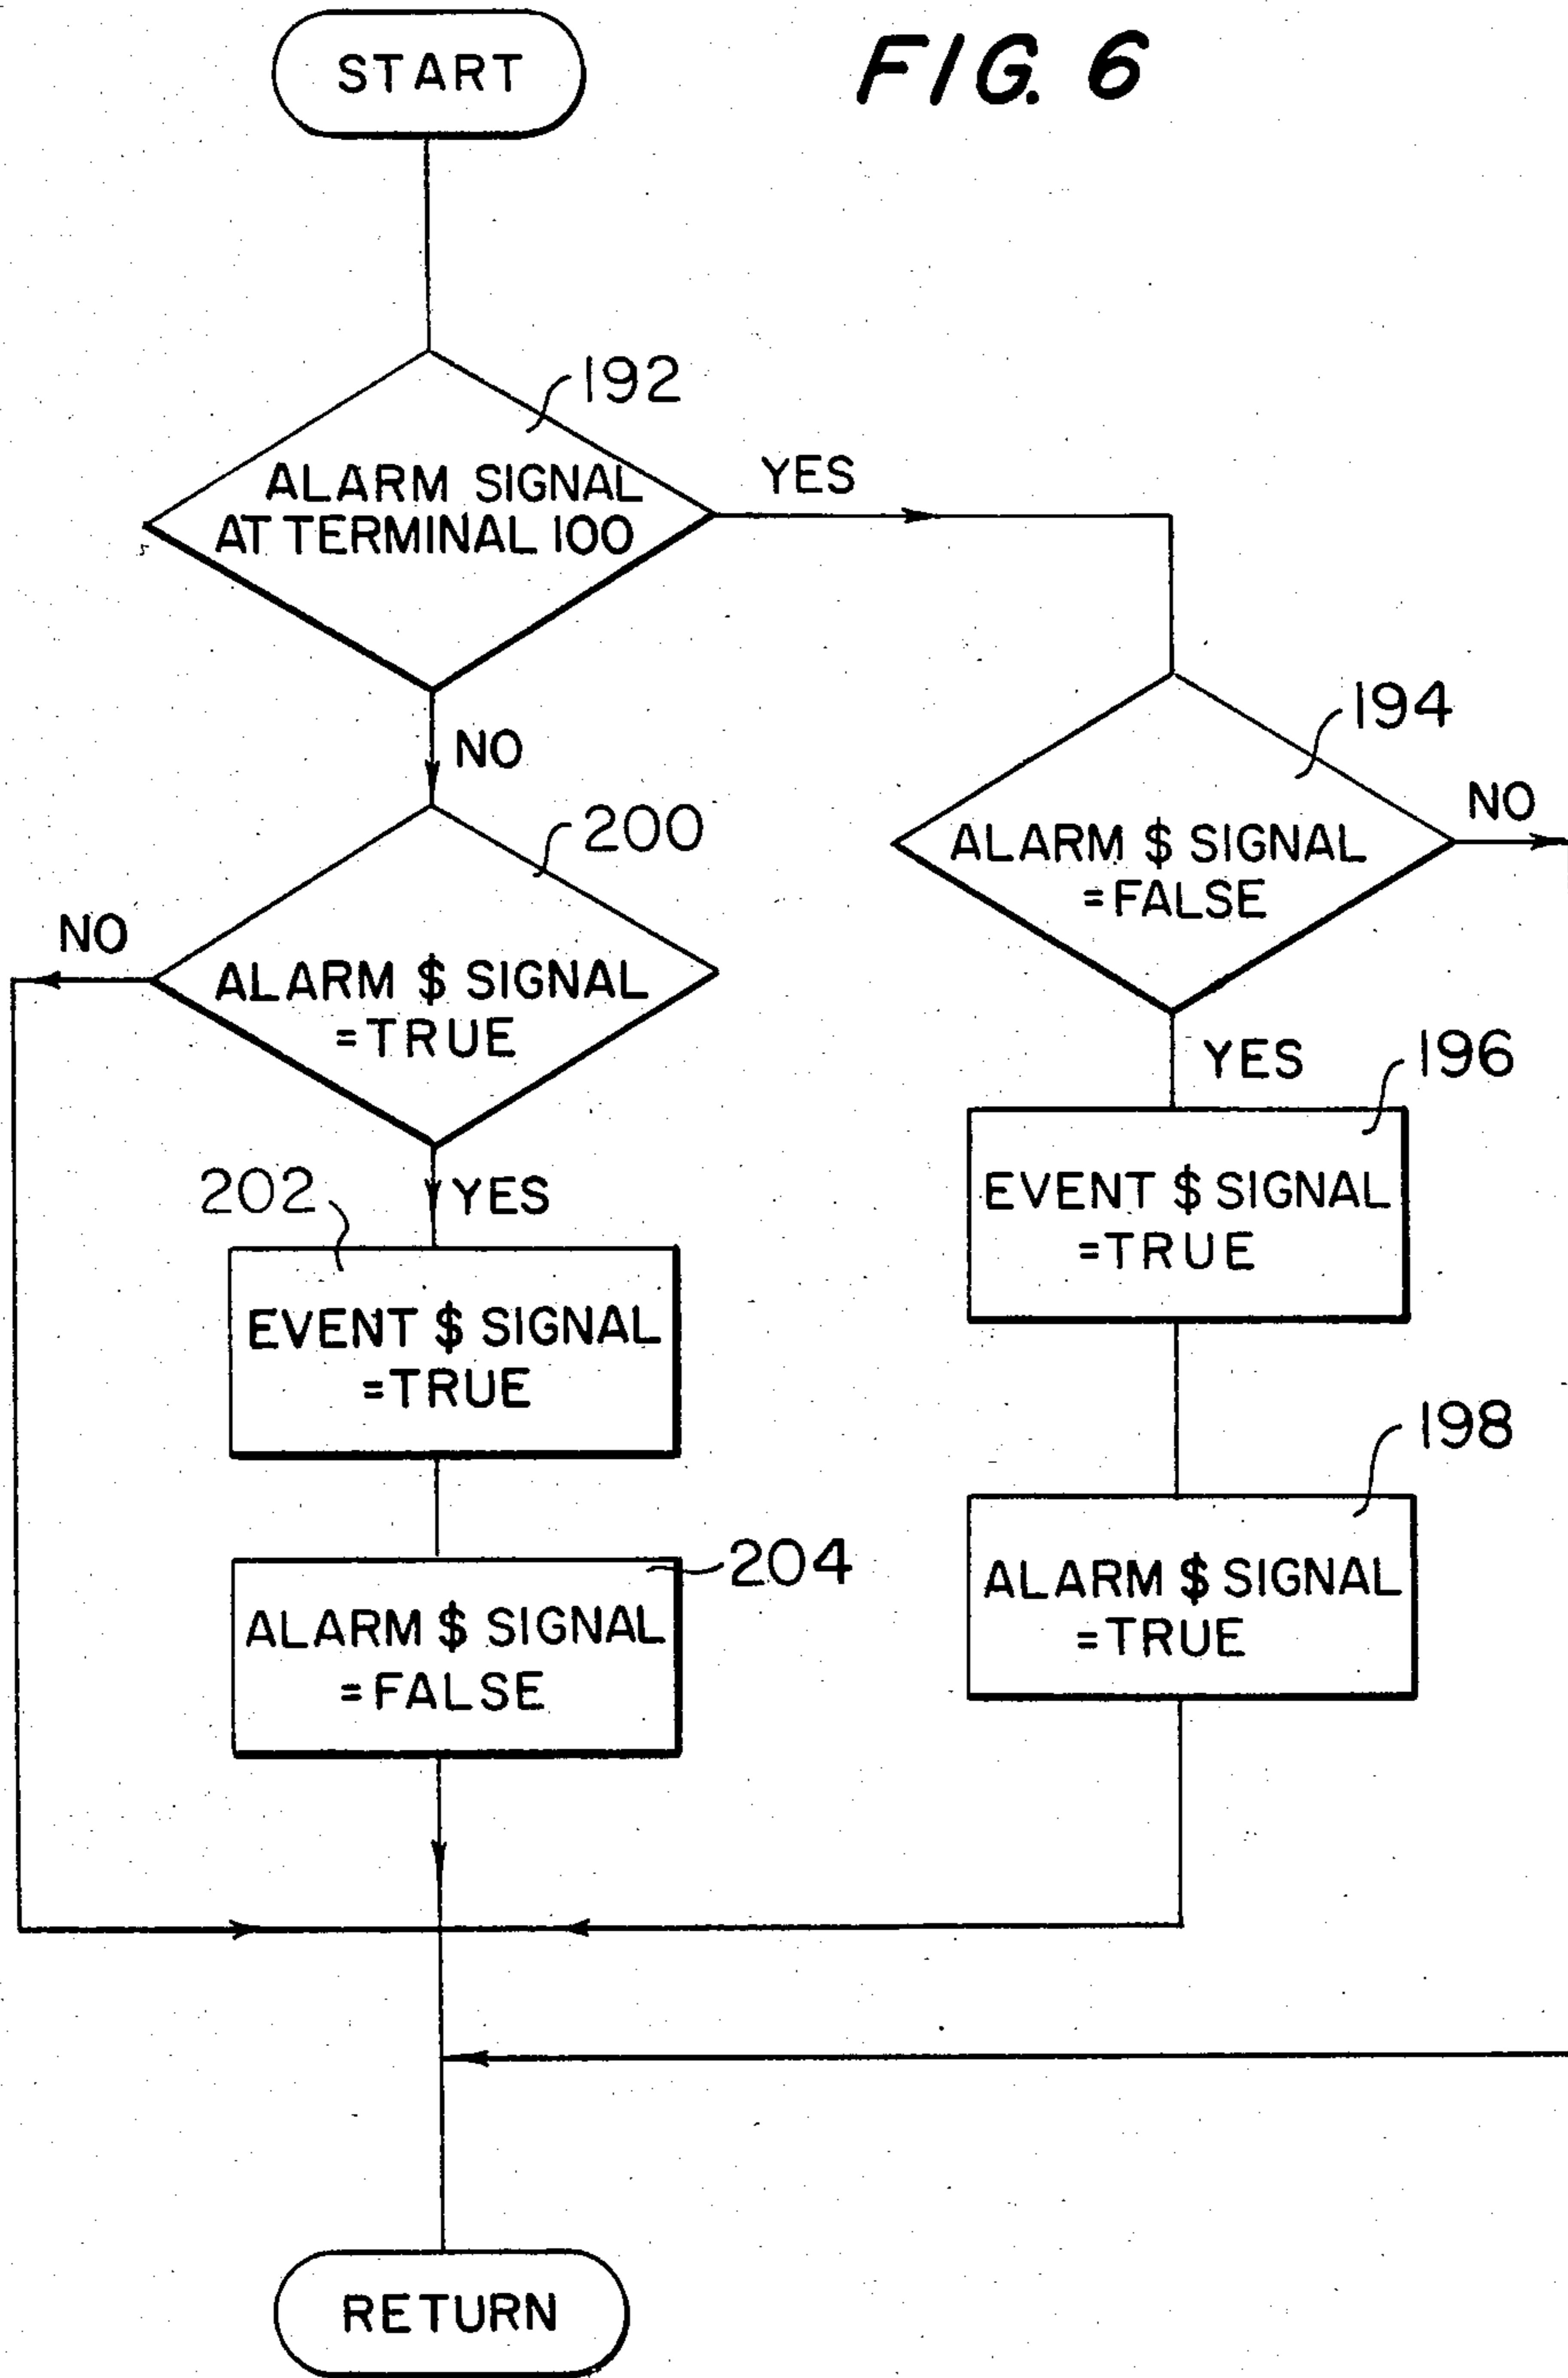 START
FIG. 6
192
ALARM SIGNAL
AT TERMINAL 100
YES
NO
194
ALARM $ SIGNAL
=FALSE
NO
200
NO
ALARM $ SIGNAL
=TRUE
YES
196
EVENT $ SIGNAL
=TRUE
202
YES
EVENT $ SIGNAL
=TRUE
198
ALARM $ SIGNAL
=TRUE
204
ALARM $ SIGNAL
=FALSE
RETURN